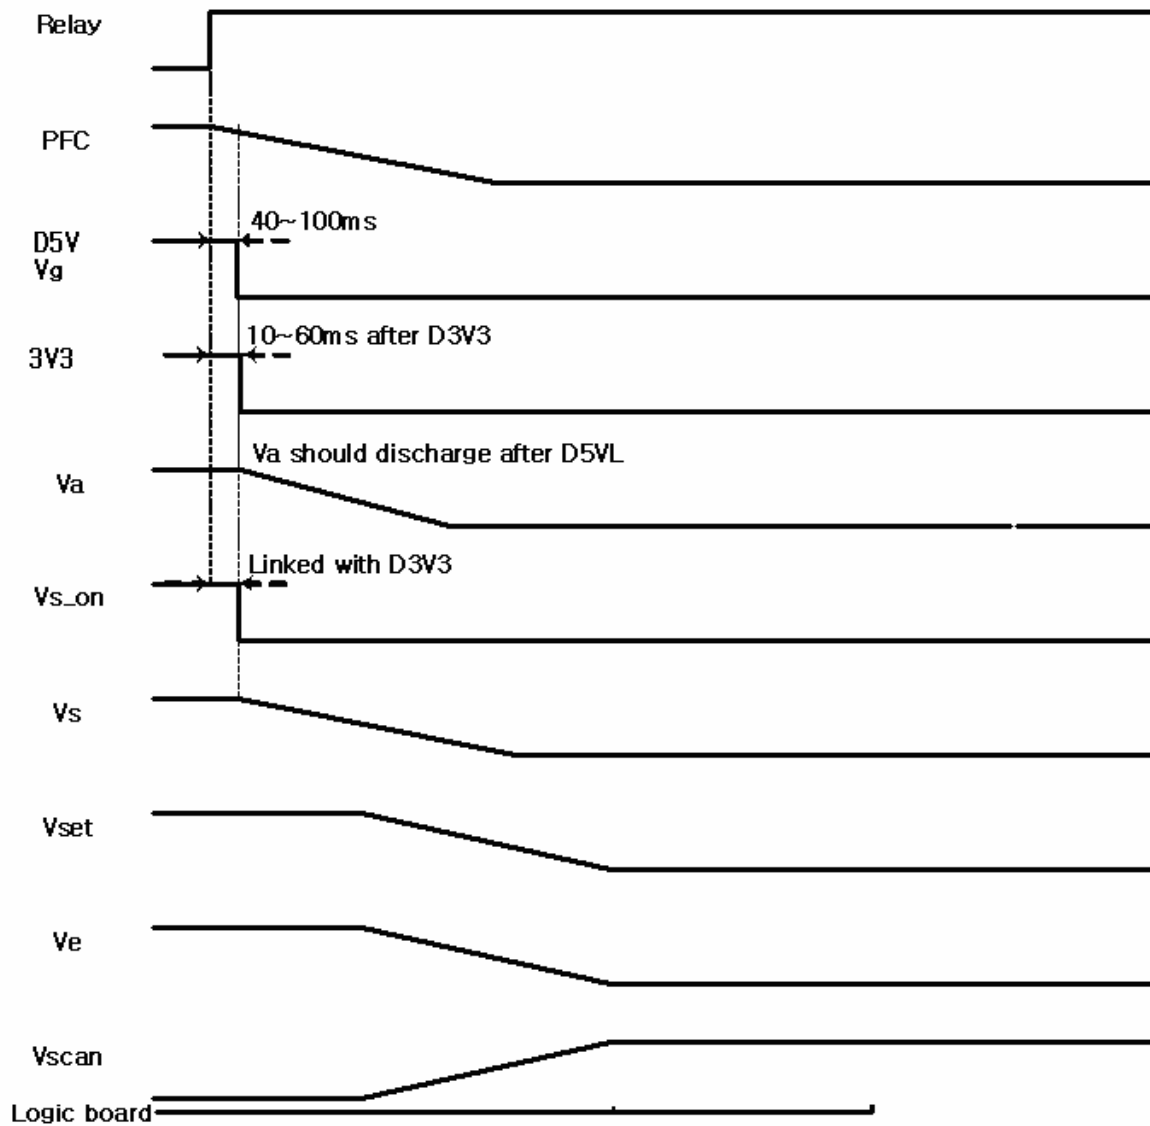 Relay
PFC
40~100ms
D5V
Vg
10~60ms after D3V3
3V3
Va should discharge after D5VL
Va
Linked with D3V3
Vs_on
Vs
Vset
Ve
Vscan
Logic board